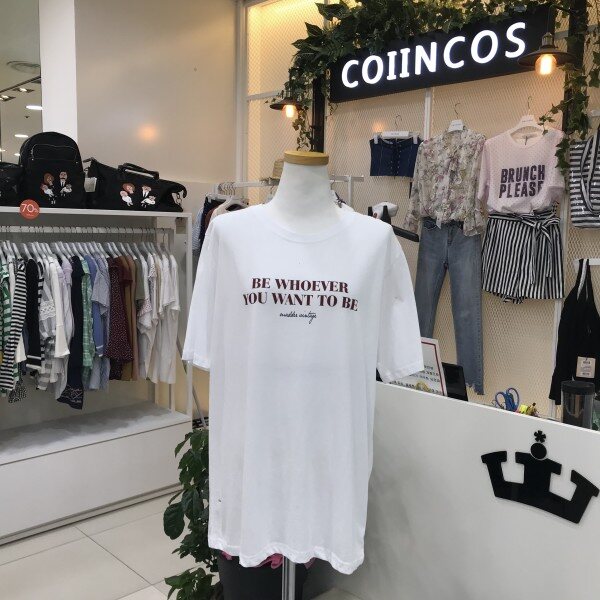 COIINCOS
BRUNCH
PLEASE
70%
BE WHOEVER
YOU WANT TO BE